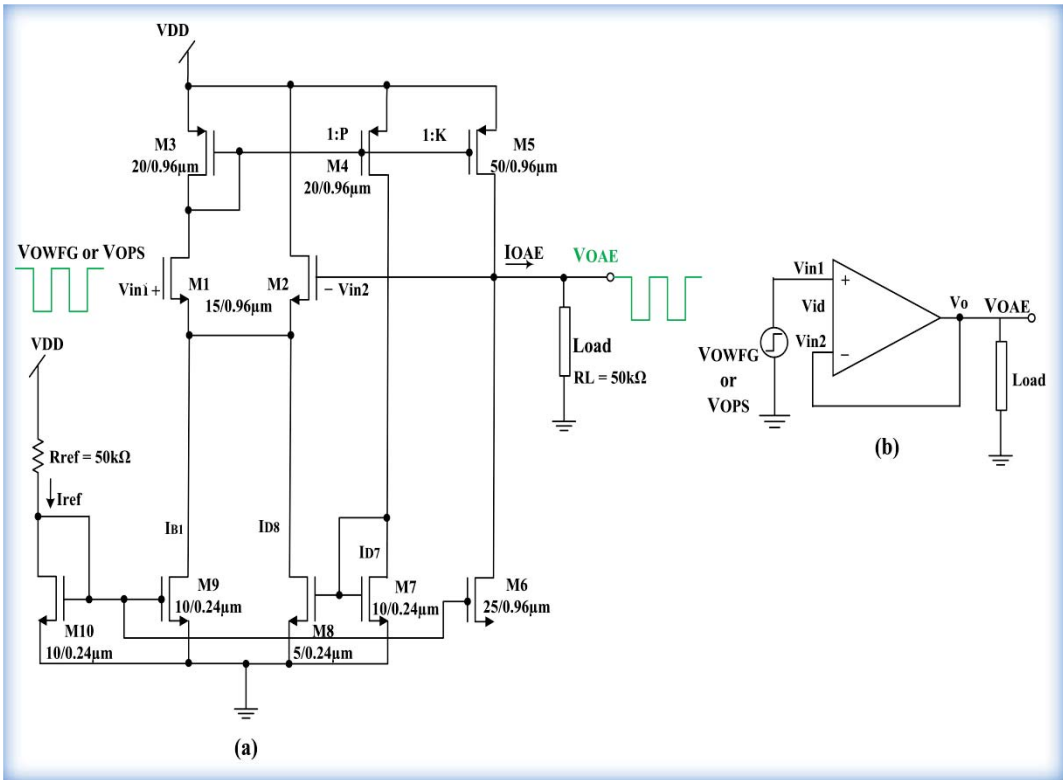 VDD
M3
20/0.96µm
1:P
M4
20/0.96µm
1:K
M5
50/0.96µm
VOWFG or VOPS
Vin1 +
M1
M2
15/0.96µm
− Vin2
IOAE
VOAE
Load
RL = 50kΩ
VDD
Rref = 50kΩ
Iref
IB1
ID8
ID7
M9
10/0.24µm
M7
10/0.24µm
M6
25/0.96µm
M10
10/0.24µm
M8
5/0.24µm
(a)
Vin1
+
Vid
Vin2
−
Vo
VOAE
VOWFG
or
VOPS
Load
(b)